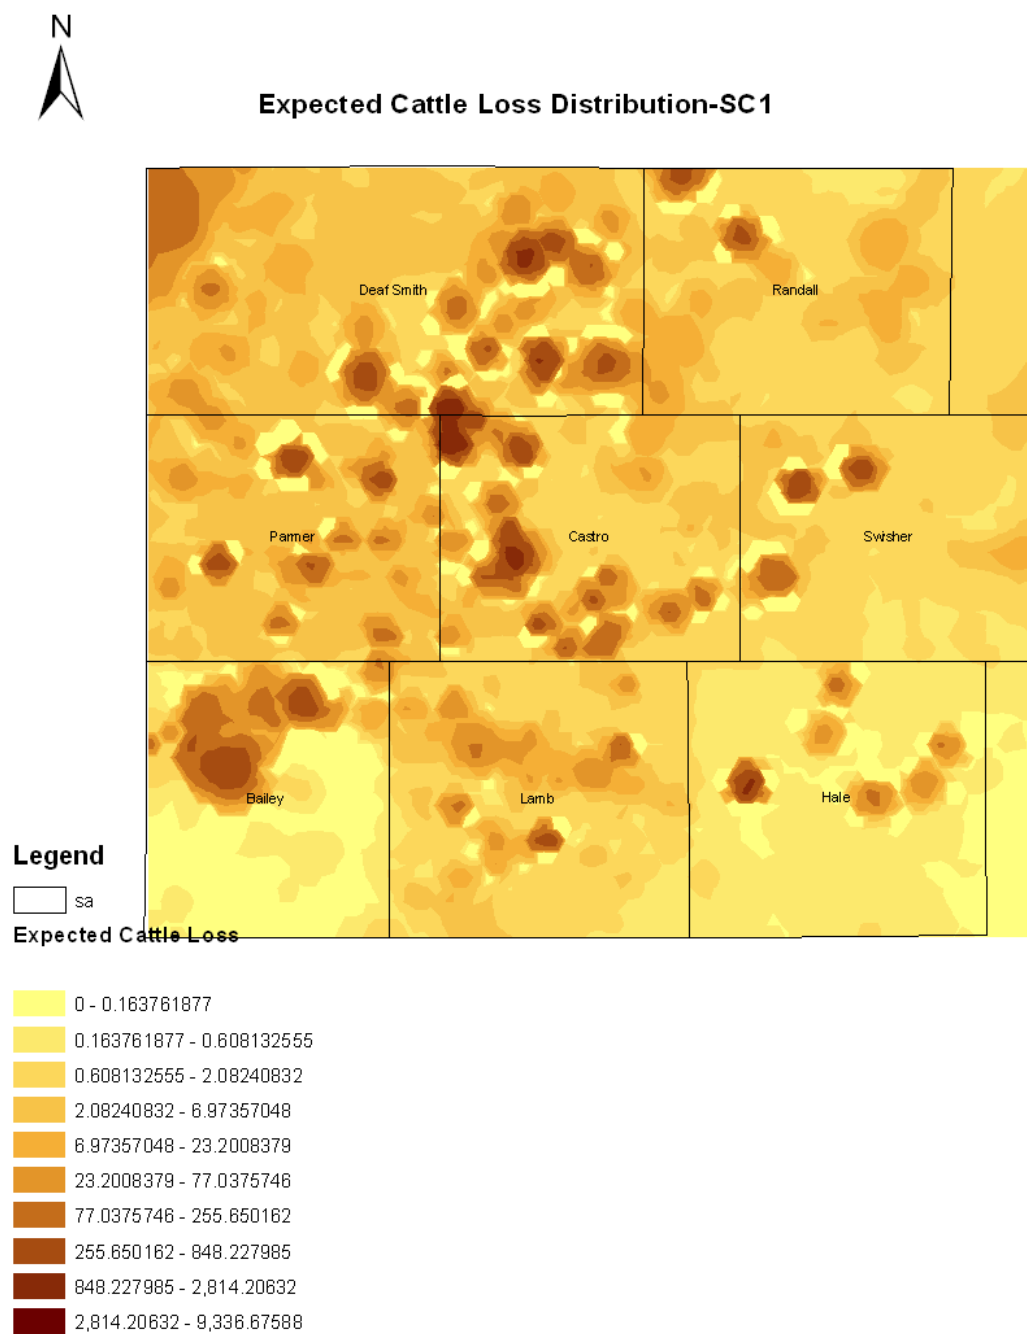 N
Expected Cattle Loss Distribution-SC1
Deaf Smith
Randall
Parmer
Castro
Swisher
Bailey
Lamb
Hale
Legend
sa
Expected Cattle Loss
0 - 0.163761877
0.163761877 - 0.608132555
0.608132555 - 2.08240832
2.08240832 - 6.97357048
6.97357048 - 23.2008379
23.2008379 - 77.0375746
77.0375746 - 255.650162
255.650162 - 848.227985
848.227985 - 2,814.20632
2,814.20632 - 9,336.67588